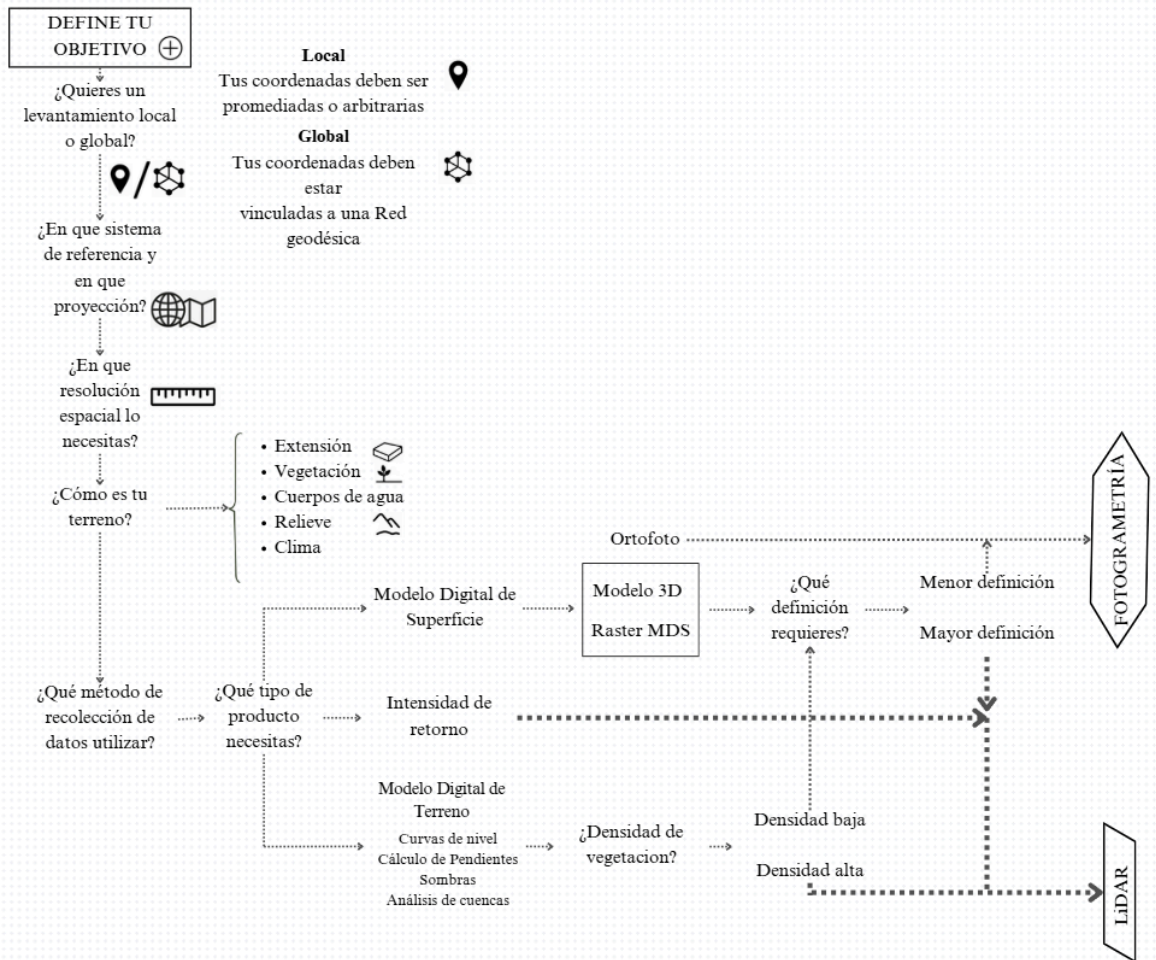 DEFINE TU
OBJETIVO
¿Quieres un
levantamiento local
o global?
Local
Tus coordenadas deben ser
promediadas o arbitrarias
Global
Tus coordenadas deben
estar
vinculadas a una Red
geodésica
¿En que sistema
de referencia y
en que
proyección?
¿En que
resolución
espacial lo
necesitas?
¿Cómo es tu
terreno?
• Extensión
• Vegetación
• Cuerpos de agua
• Relieve
• Clima
¿Qué método de
recolección de
datos utilizar?
¿Qué tipo de
producto
necesitas?
Modelo Digital de
Superficie
Modelo 3D
Raster MDS
Ortofoto
¿Qué
definición
requieres?
Menor definición
Mayor definición
FOTOGRAMETRÍA
Intensidad de
retorno
Modelo Digital de
Terreno
Curvas de nivel
Cálculo de Pendientes
Sombras
Análisis de cuencas
¿Densidad de
vegetacion?
Densidad baja
Densidad alta
LiDAR